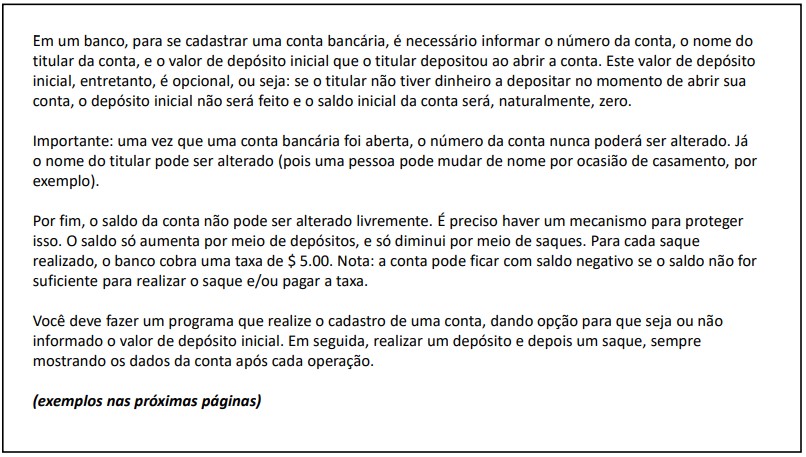 Em um banco, para se cadastrar uma conta bancária, é necessário informar o número da conta, o nome do
titular da conta, e o valor de depósito inicial que o titular depositou ao abrir a conta. Este valor de depósito
inicial, entretanto, é opcional, ou seja: se o titular não tiver dinheiro a depositar no momento de abrir sua
conta, o depósito inicial não será feito e o saldo inicial da conta será, naturalmente, zero.
Importante: uma vez que uma conta bancária foi aberta, o número da conta nunca poderá ser alterado. Já
o nome do titular pode ser alterado (pois uma pessoa pode mudar de nome por ocasião de casamento, por
exemplo).
Por fim, o saldo da conta não pode ser alterado livremente. É preciso haver um mecanismo para proteger
isso. O saldo só aumenta por meio de depósitos, e só diminui por meio de saques. Para cada saque
realizado, o banco cobra uma taxa de $ 5.00. Nota: a conta pode ficar com saldo negativo se o saldo não for
suficiente para realizar o saque e/ou pagar a taxa.
Você deve fazer um programa que realize o cadastro de uma conta, dando opção para que seja ou não
informado o valor de depósito inicial. Em seguida, realizar um depósito e depois um saque, sempre
mostrando os dados da conta após cada operação.
(exemplos nas próximas páginas)